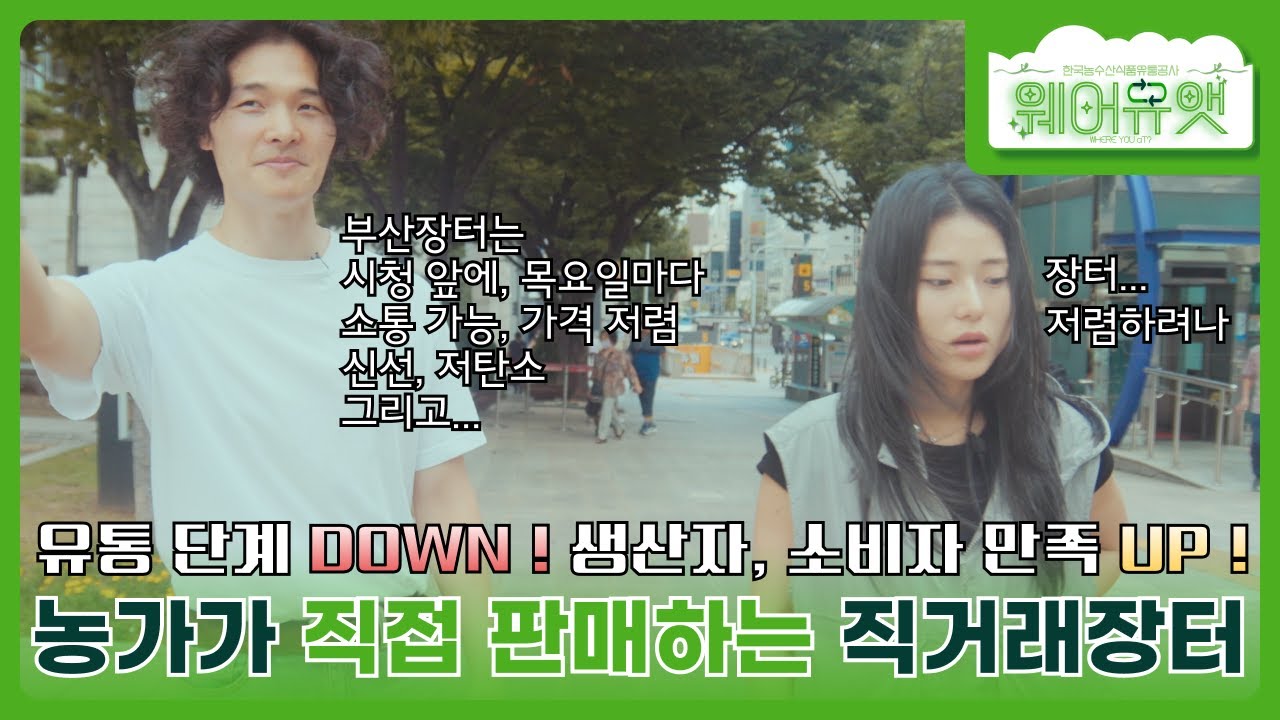 한국농수산식품유통공사
웨어유앳
WHERE YOU aT?
부산장터는
시청 앞에, 목요일마다
소통 가능, 가격 저렴
신선, 저탄소
그리고...
장터...
저렴하려나
유통 단계 DOWN ! 생산자, 소비자 만족 UP !
농가가 직접 판매하는 직거래장터